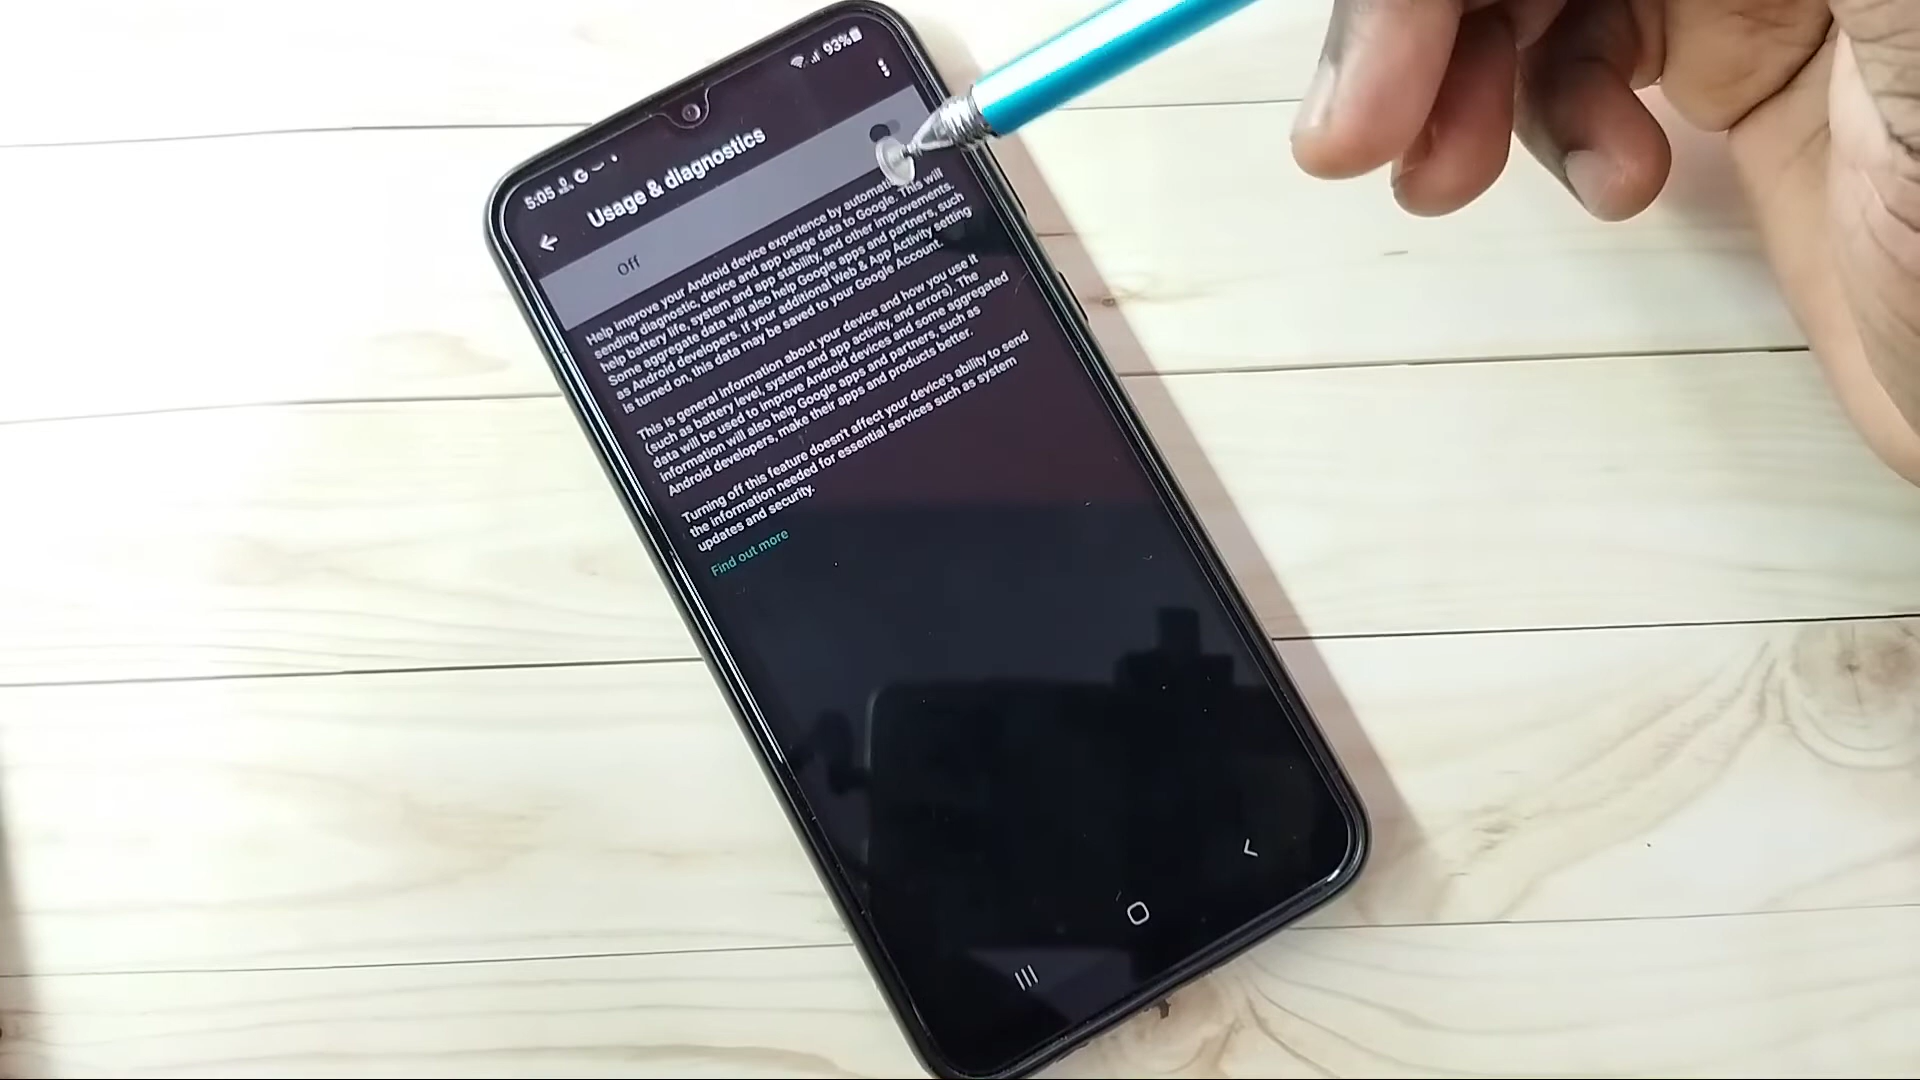 5:05
93%
Usage & diagnostics
Off
Help improve your Android device experience by
sending diagnostic, device and app usage data to Google. This will
help battery life, system and app stability, and other improvements.
Some aggregate data will also help Google apps and partners, such
as Android developers. If your additional Web & App Activity setting
is turned on, this data may be saved to your Google Account.
This is general information about your device and how you use it
(such as battery level, system and app activity, and errors). The
data will be used to improve Android devices and some aggregated
information will also help Google apps and partners, such as
Android developers, make their apps and products better.
Turning off this feature doesn't affect your device's ability to send
the information needed for essential services such as system
updates and security.
Find out more